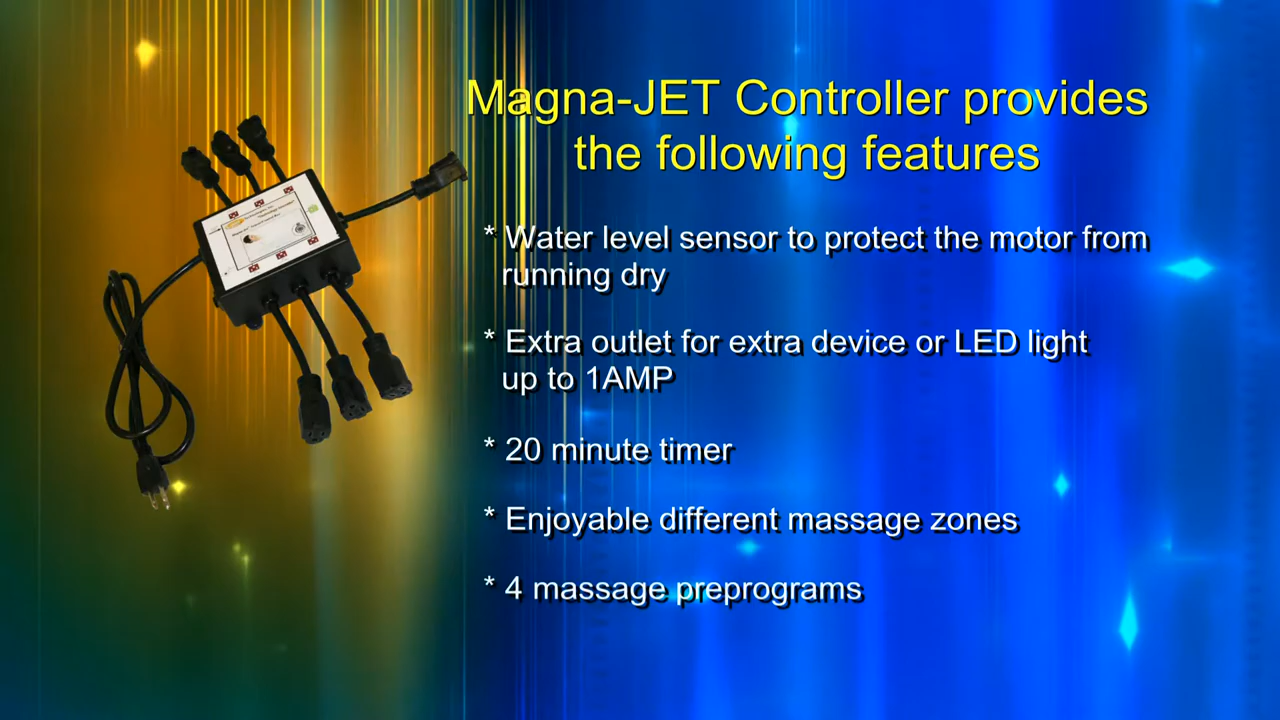 Magna-JET Controller provides
the following features
* Water level sensor to protect the motor from
running dry
* Extra outlet for extra device or LED light
up to 1AMP
* 20 minute timer
* Enjoyable different massage zones
* 4 massage preprograms